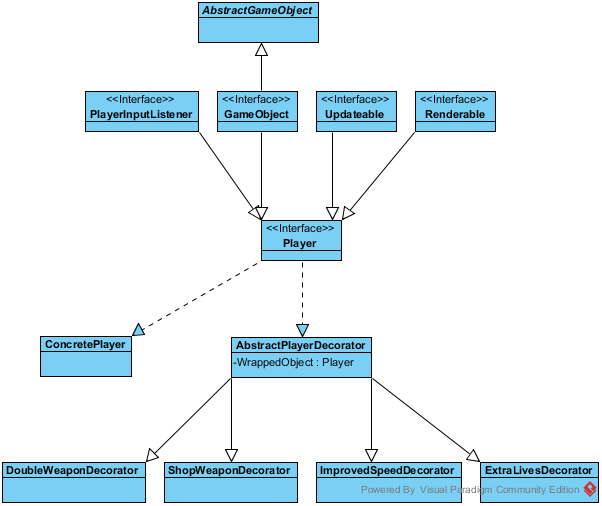 AbstractGameObject
<<Interface>>
PlayerInputListener
<<Interface>>
GameObject
<<Interface>>
Updateable
<<Interface>>
Renderable
<<Interface>>
Player
ConcretePlayer
AbstractPlayerDecorator
-WrappedObject : Player
DoubleWeaponDecorator
ShopWeaponDecorator
ImprovedSpeedDecorator
ExtraLivesDecorator
Powered By Visual Paradigm Community Edition